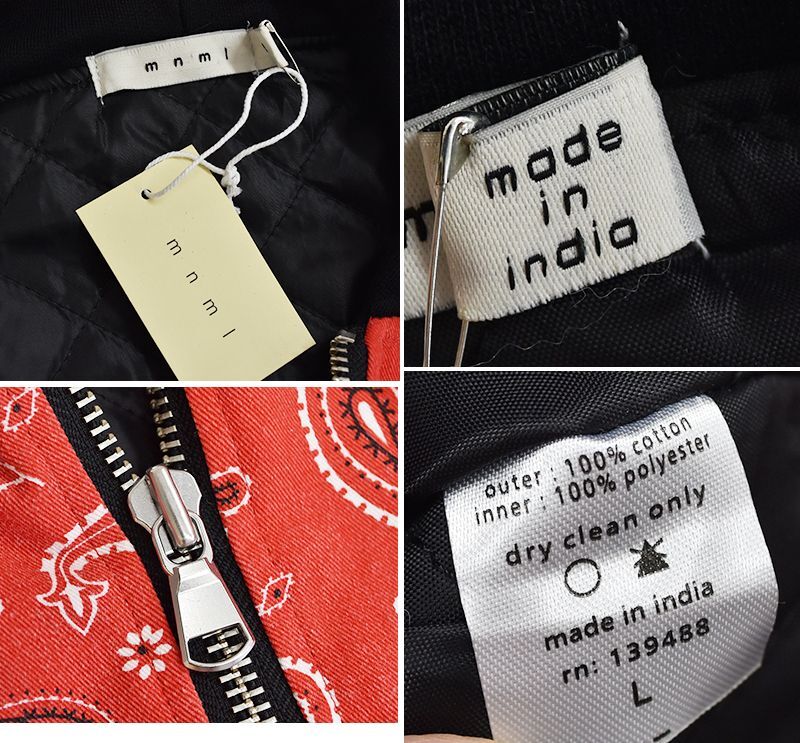 mnml
mnml
made
in
india
m
outer : 100% cotton
inner : 100% polyester
dry clean only
made in india
rn: 139488
L